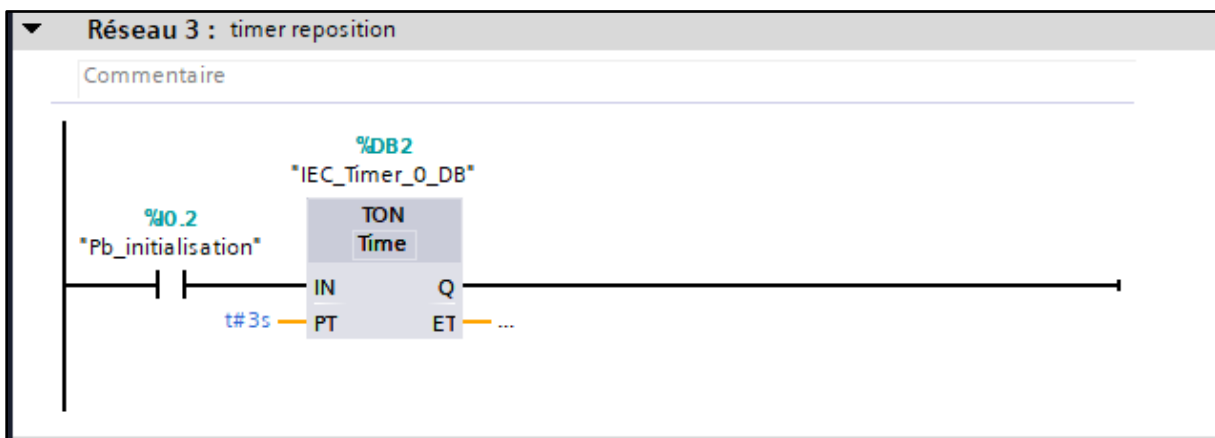 Réseau 3 : timer reposition
Commentaire
%DB2
"IEC_Timer_0_DB"
%I0.2
"Pb_initialisation"
TON
Time
IN Q
t#3s PT ET ...